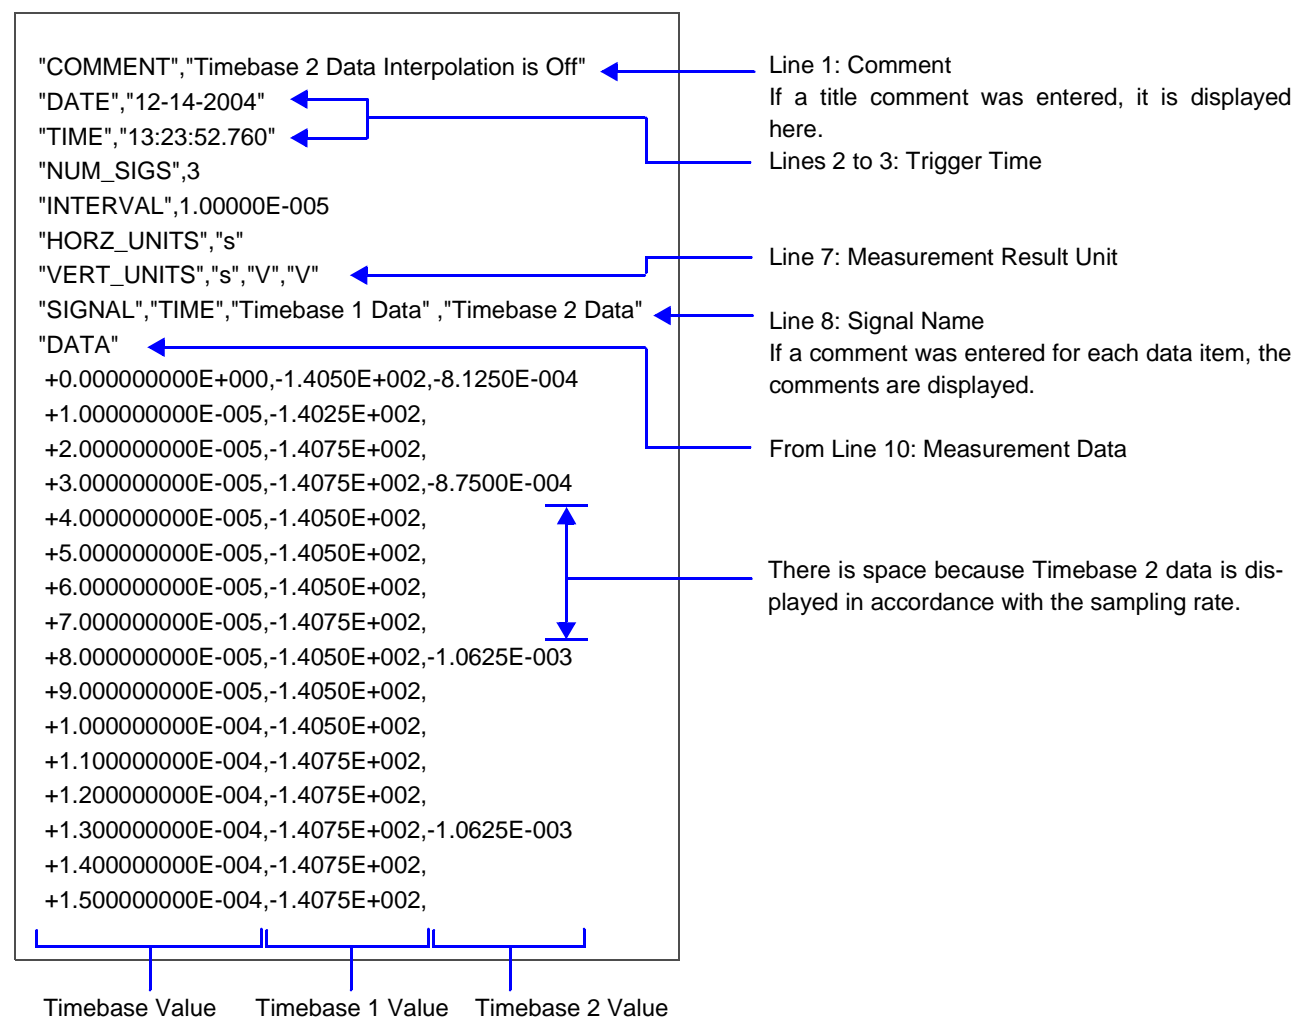 "COMMENT","Timebase 2 Data Interpolation is Off"
"DATE","12-14-2004"
"TIME","13:23:52.760"
"NUM_SIGS",3
"INTERVAL",1.00000E-005
"HORZ_UNITS","s"
"VERT_UNITS","s","V","V"
"SIGNAL","TIME","Timebase 1 Data" ,"Timebase 2 Data"
"DATA"
+0.000000000E+000,-1.4050E+002,-8.1250E-004
+1.000000000E-005,-1.4025E+002,
+2.000000000E-005,-1.4075E+002,
+3.000000000E-005,-1.4075E+002,-8.7500E-004
+4.000000000E-005,-1.4050E+002,
+5.000000000E-005,-1.4050E+002,
+6.000000000E-005,-1.4050E+002,
+7.000000000E-005,-1.4075E+002,
+8.000000000E-005,-1.4050E+002,-1.0625E-003
+9.000000000E-005,-1.4050E+002,
+1.000000000E-004,-1.4050E+002,
+1.100000000E-004,-1.4075E+002,
+1.200000000E-004,-1.4075E+002,
+1.300000000E-004,-1.4075E+002,-1.0625E-003
+1.400000000E-004,-1.4075E+002,
+1.500000000E-004,-1.4075E+002,
Timebase Value
Timebase 1 Value
Timebase 2 Value
Line 1: Comment
If a title comment was entered, it is displayed
here.
Lines 2 to 3: Trigger Time
Line 7: Measurement Result Unit
Line 8: Signal Name
If a comment was entered for each data item, the
comments are displayed.
From Line 10: Measurement Data
There is space because Timebase 2 data is dis-
played in accordance with the sampling rate.